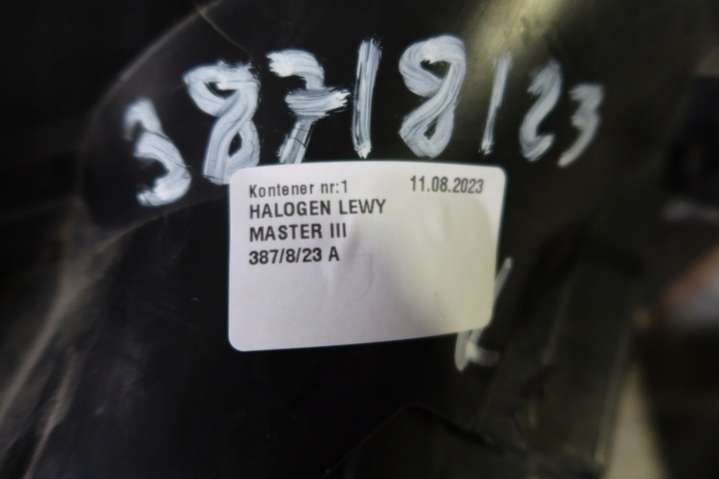 387/8/23
Kontener nr:1 11.08.2023
HALOGEN LEWY
MASTER III
387/8/23 A